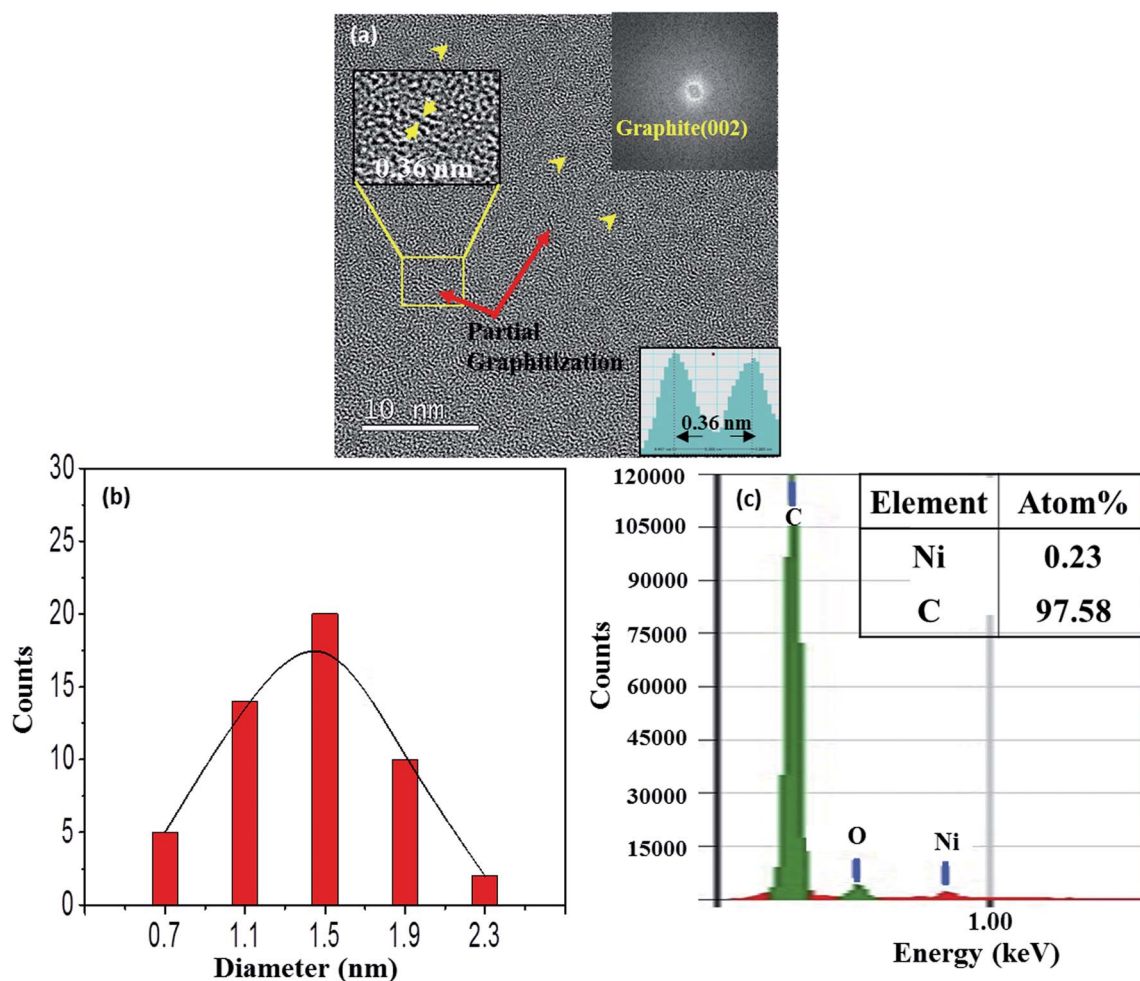 (a)
Graphite(002)
0.36 nm
Partial
Graphitization
10 nm
0.36 nm
(b)
30
25
20
15
10
5
0
Counts
0.7 1.1 1.5 1.9 2.3
Diameter (nm)
(c)
120000
105000
90000
75000
60000
45000
30000
15000
Counts
C
O
Ni
Element Atom%
Ni 0.23
C 97.58
1.00
Energy (keV)